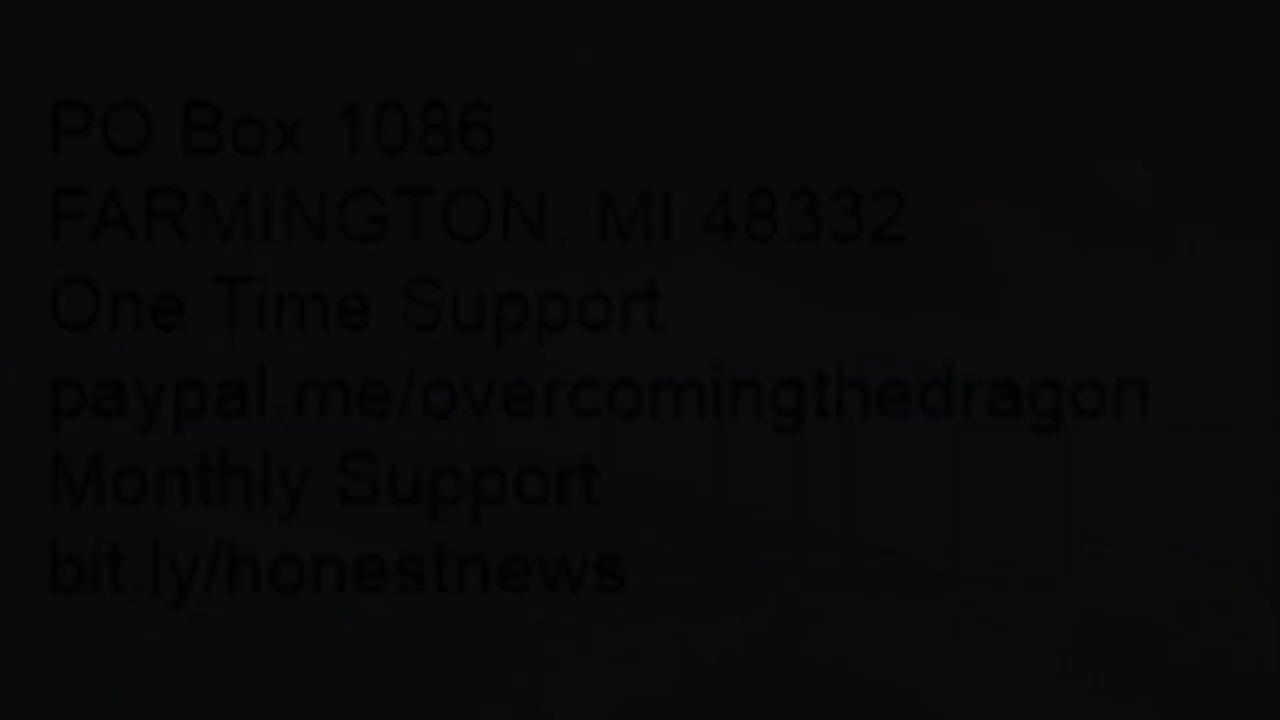 PO Box 1086
FARMINGTON, MI 48332
One Time Support
paypal.me/overcomingthedragon
Monthly Support
bit.ly/honestnews